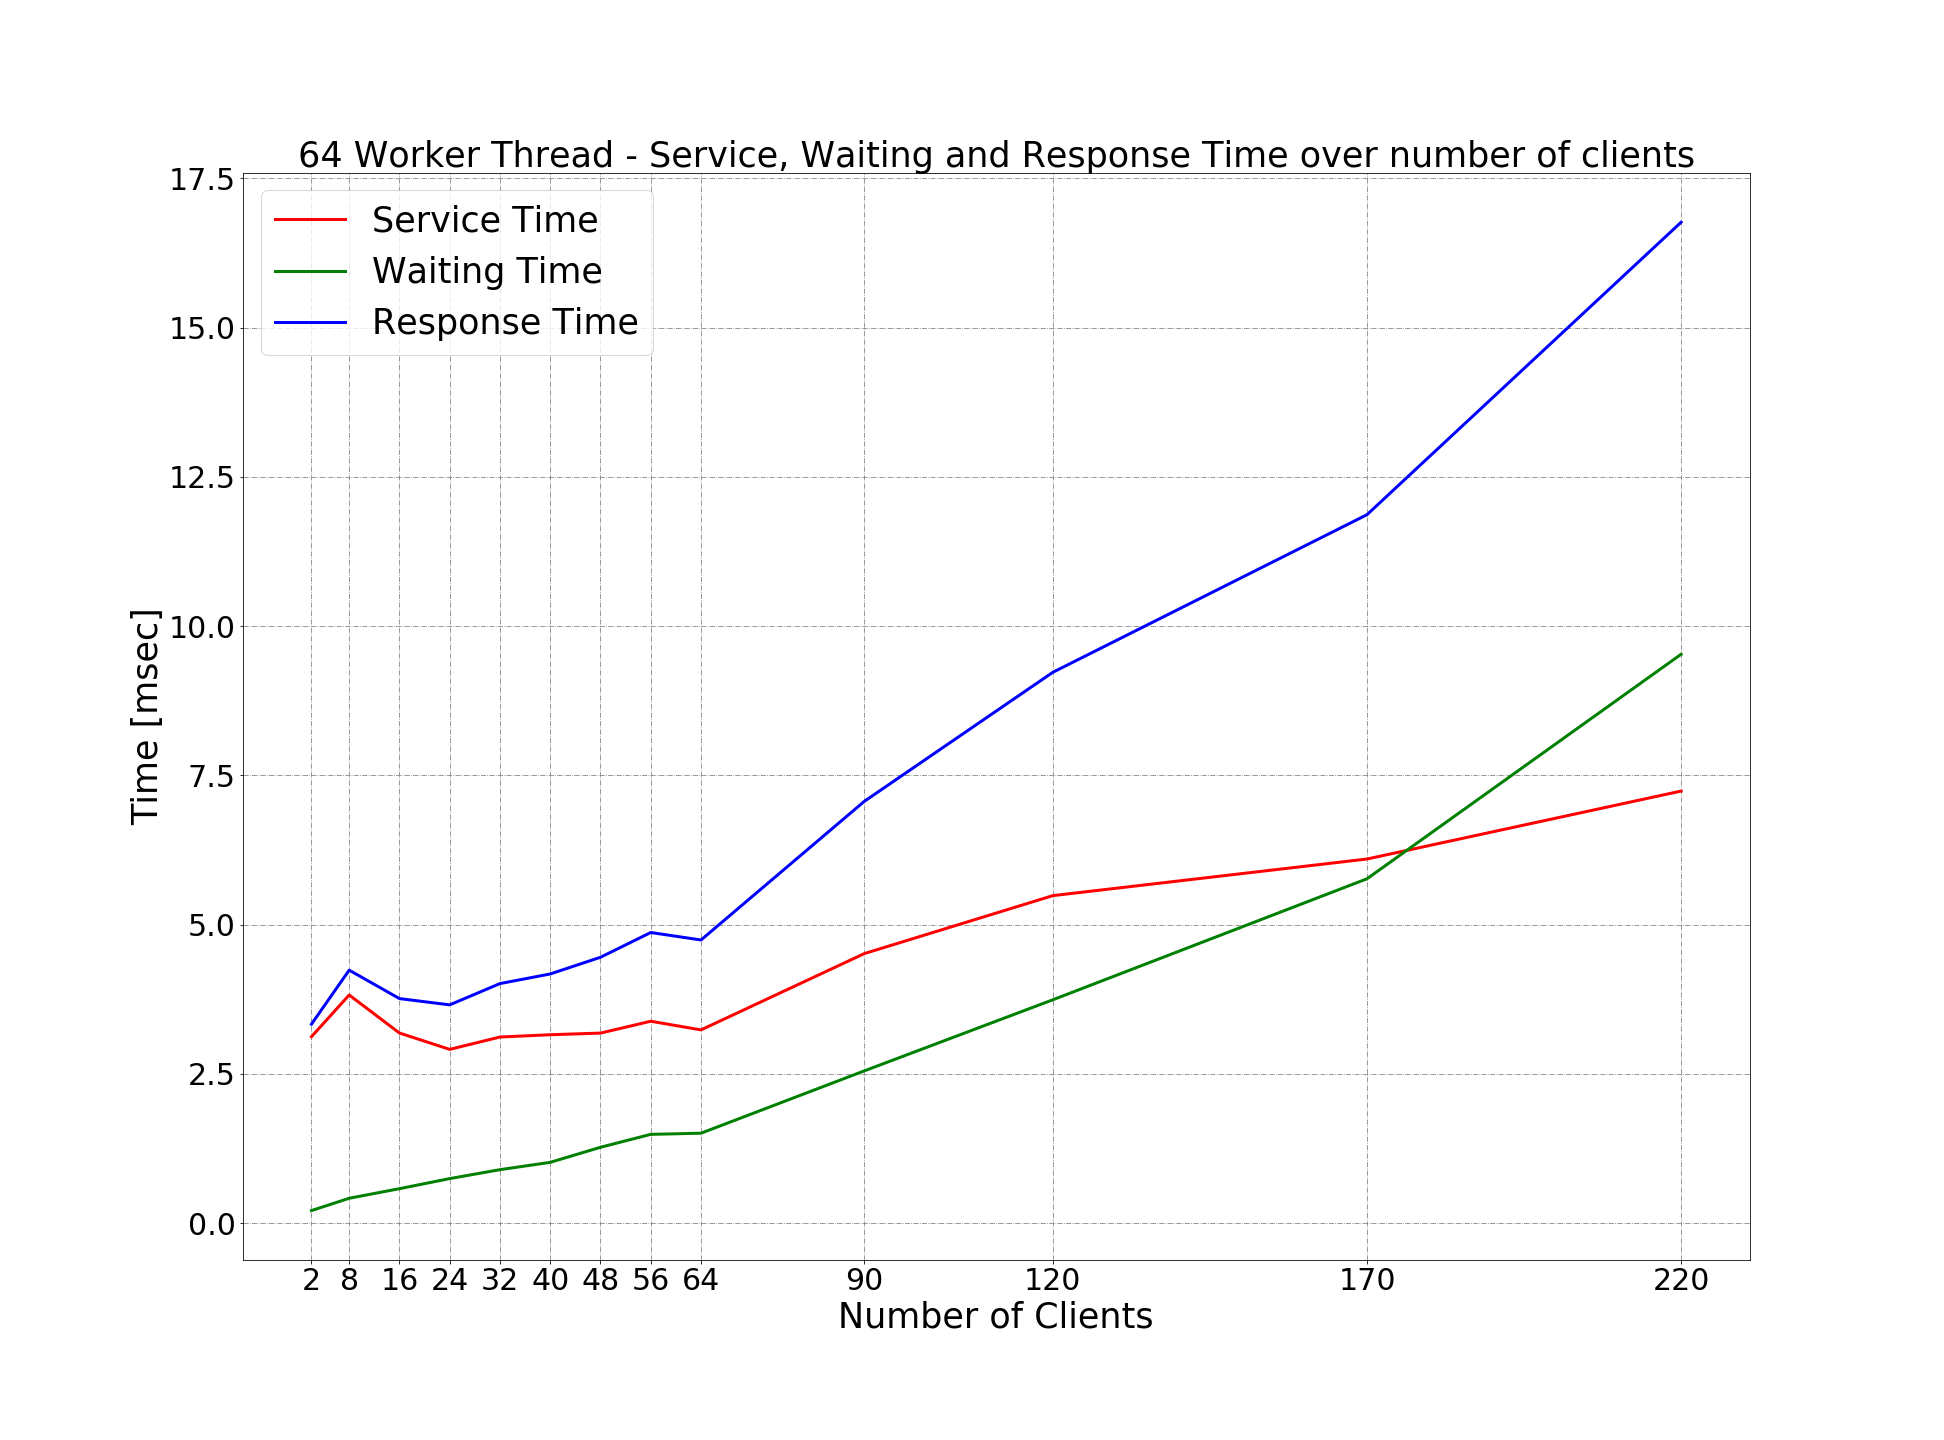 64 Worker Thread - Service, Waiting and Response Time over number of clients
Service Time
Waiting Time
Response Time
17.5
15.0
12.5
10.0
7.5
5.0
2.5
0.0
Time [msec]
2 8 16 24 32 40 48 56 64 90 120 170 220
Number of Clients